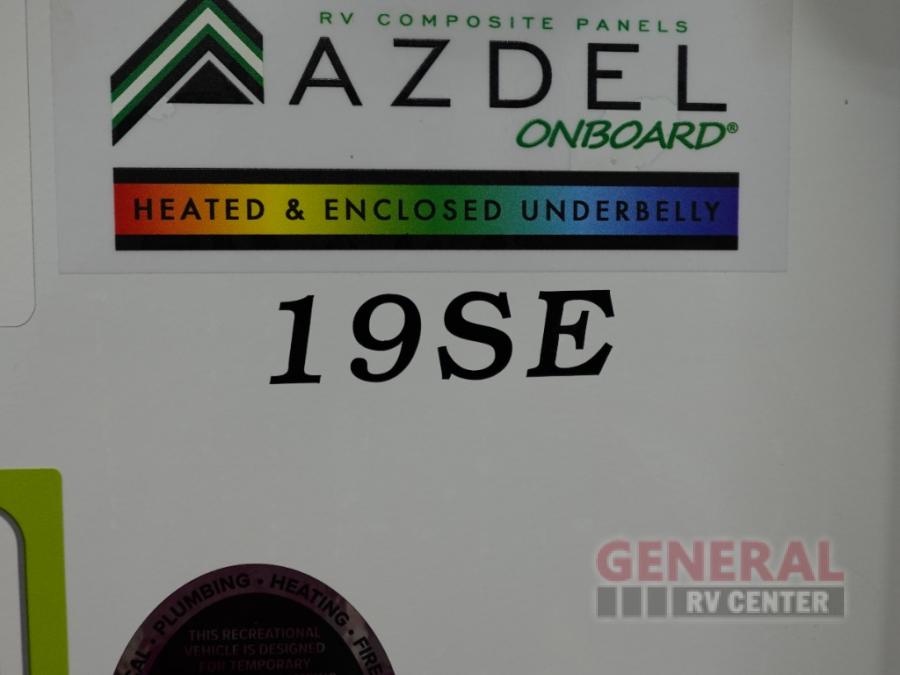 RV COMPOSITE PANELS
AZDEL
ONBOARD®
HEATED & ENCLOSED UNDERBELLY
19SE
GENERAL
RV CENTER
PLUMBING • HEATING • FIRE
THIS RECREATIONAL
VEHICLE IS DESIGNED
FOR TEMPORARY